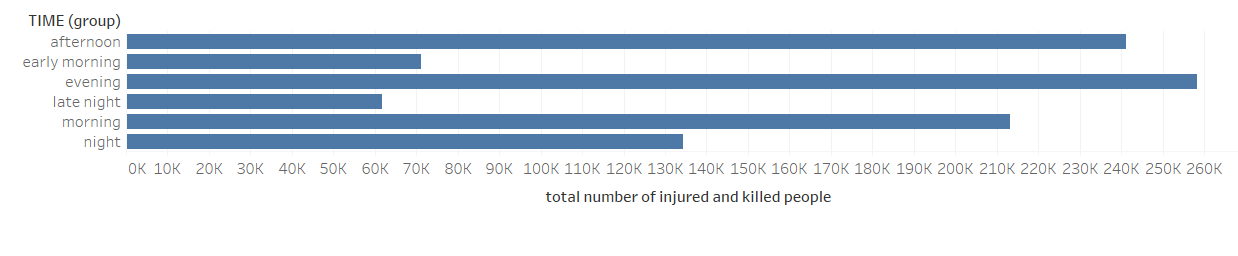 TIME (group)
afternoon
early morning
evening
late night
morning
night
0K 10K 20K 30K 40K 50K 60K 70K 80K 90K 100K 110K 120K 130K 140K 150K 160K 170K 180K 190K 200K 210K 220K 230K 240K 250K 260K
total number of injured and killed people